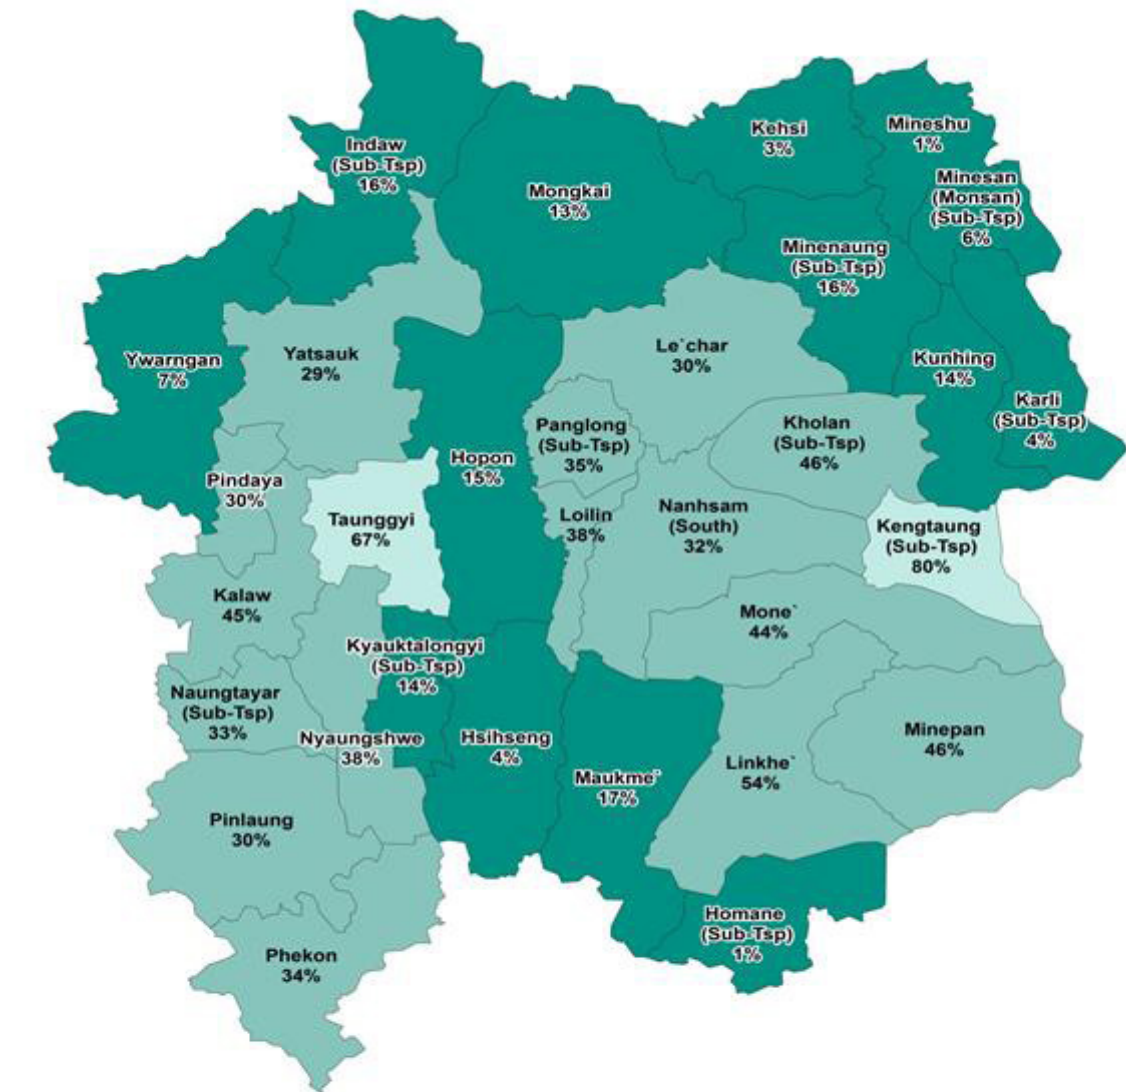 Indaw
(Sub-Tsp)
16%
Mongkai
13%
Kehsi
3%
Mineshu
1%
Minesan
(Monsan)
(Sub-Tsp)
6%
Minenaung
(Sub-Tsp)
16%
Ywarngan
7%
Yatsauk
29%
Le`char
30%
Kunhing
14%
Karli
(Sub-Tsp)
4%
Pindaya
30%
Hopon
15%
Panglong
(Sub-Tsp)
35%
Kholan
(Sub-Tsp)
46%
Taunggyi
67%
Loilin
38%
Nanhsam
(South)
32%
Kengtaung
(Sub-Tsp)
80%
Kalaw
45%
Mone`
44%
Kyauktalongyi
(Sub-Tsp)
14%
Naungtayar
(Sub-Tsp)
33%
Nyaungshwe
38%
Hsihseng
4%
Maukme`
17%
Linkhe`
54%
Minepan
46%
Pinlaung
30%
Homane
(Sub-Tsp)
1%
Phekon
34%